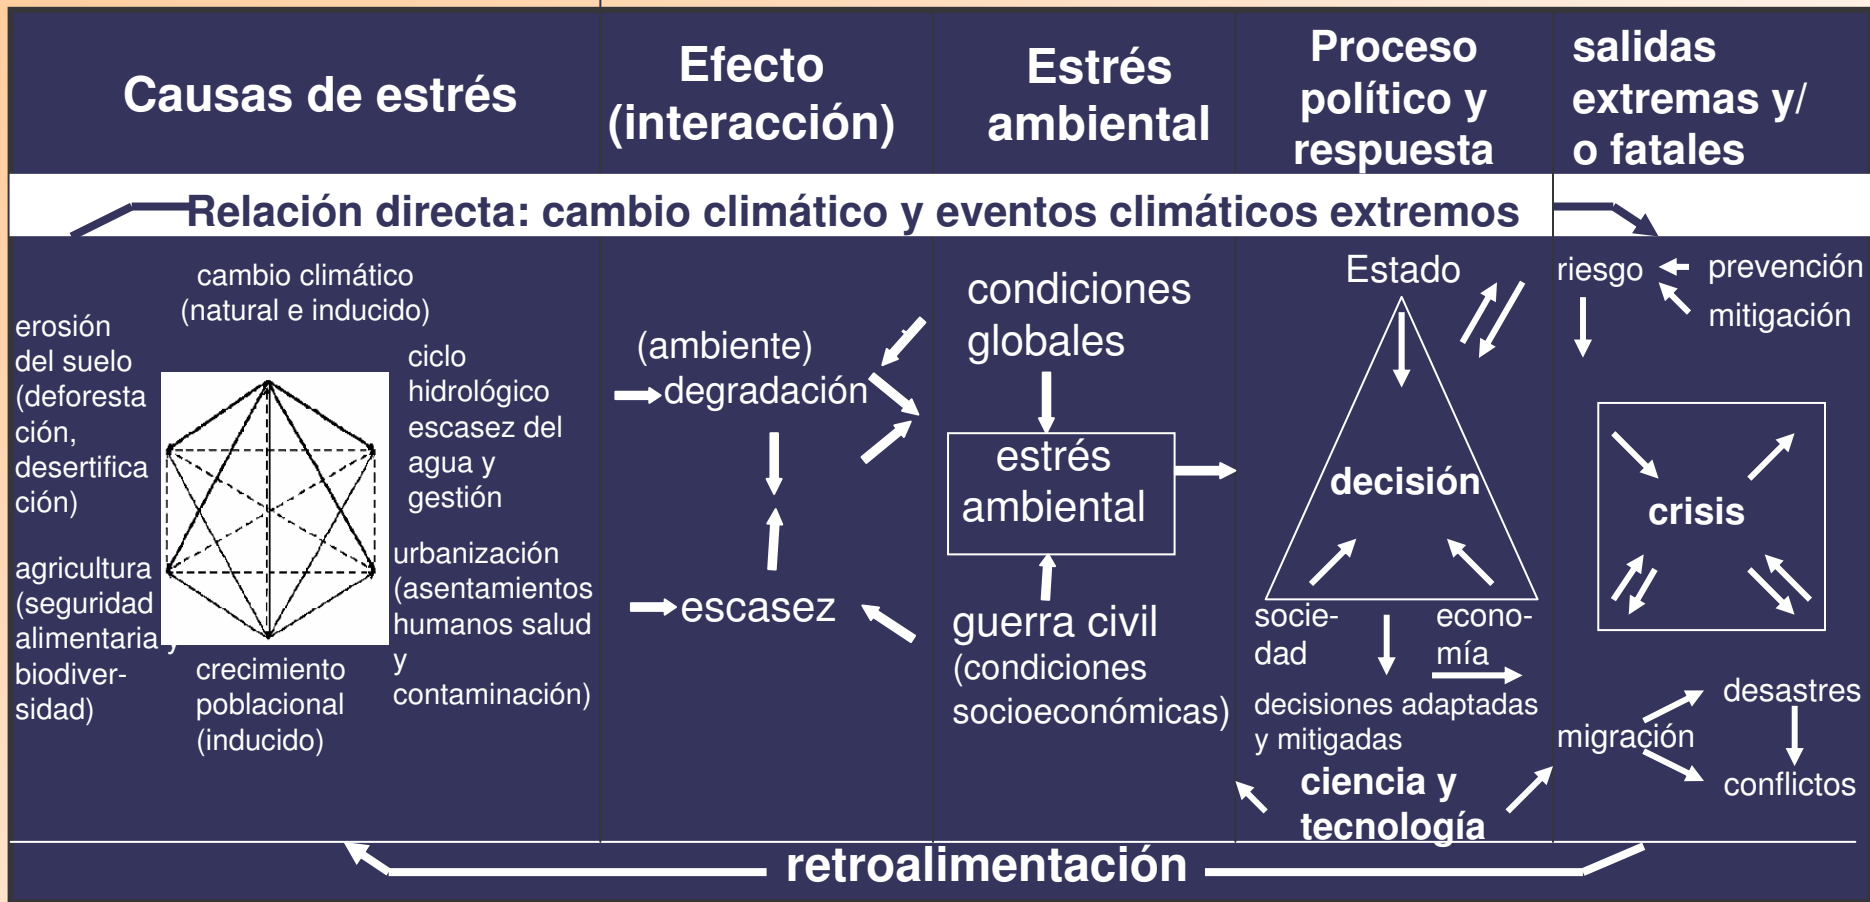 Causas de estrés
Efecto
(interacción)
Estrés
ambiental
Proceso
político y
respuesta
salidas
extremas y/
o fatales
Relación directa: cambio climático y eventos climáticos extremos
cambio climático
(natural e inducido)
erosión
del suelo
(deforesta
ción,
desertifica
ción)
ciclo
hidrológico
escasez del
agua y
gestión
agricultura
(seguridad
alimentaria y
biodiver-
sidad)
urbanización
(asentamientos
humanos salud
y
contaminación)
crecimiento
poblacional
(inducido)
(ambiente)
degradación
escasez
condiciones
globales
estrés
ambiental
guerra civil
(condiciones
socioeconómicas)
Estado
decisión
socie-
dad
econo-
mía
decisiones adaptadas
y mitigadas
ciencia y
tecnología
riesgo
prevención
mitigación
crisis
migración
desastres
conflictos
retroalimentación